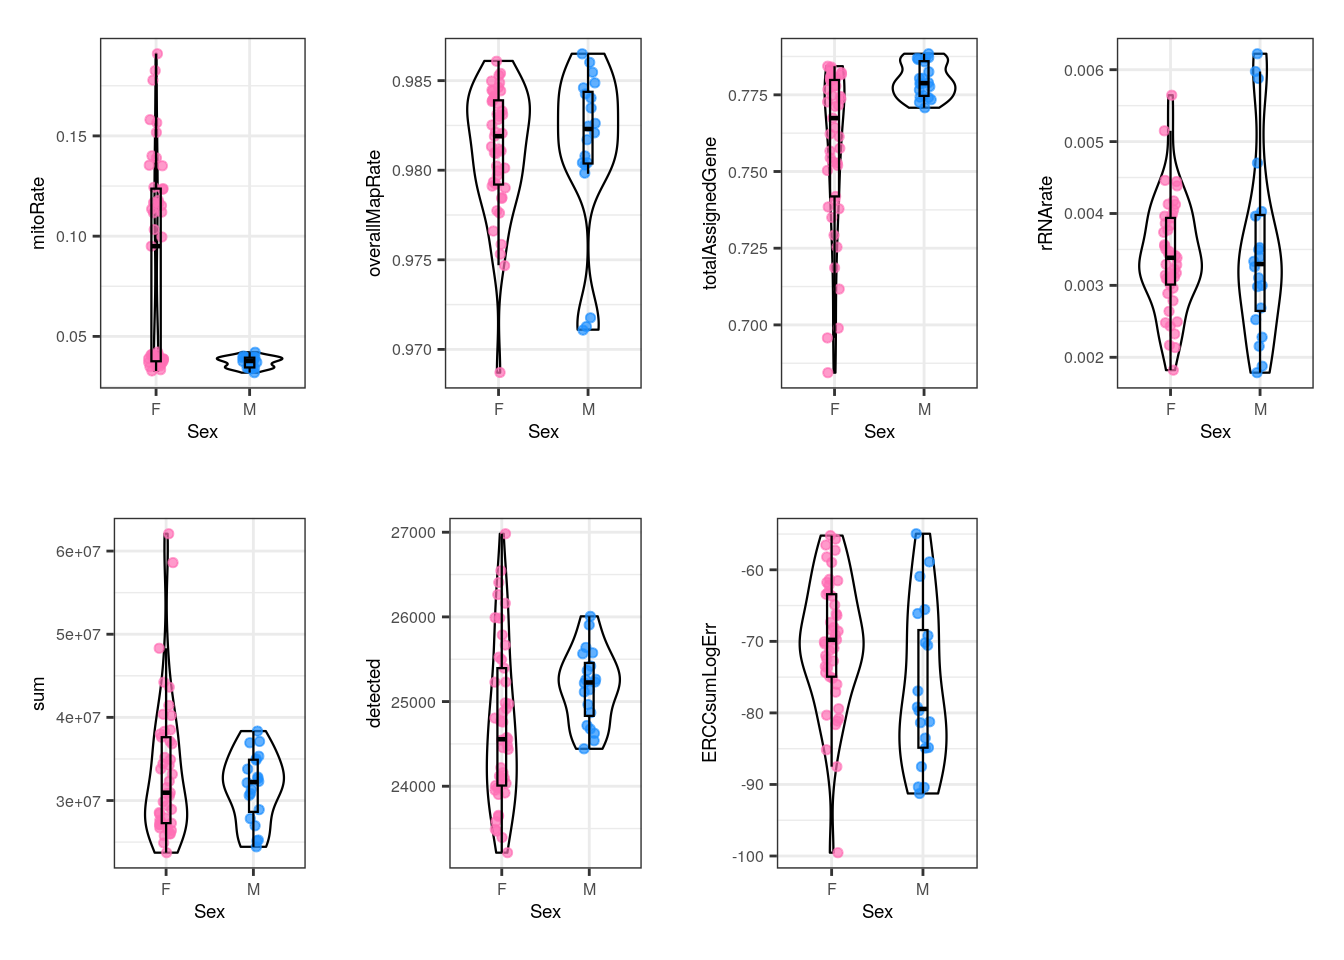 mitoRate
0.15
0.10
0.05
F M
Sex
overallMapRate
0.985
0.980
0.975
0.970
F M
Sex
totalAssignedGene
0.775
0.750
0.725
0.700
F M
Sex
rRNArate
0.006
0.005
0.004
0.003
0.002
F M
Sex
sum
6e+07
5e+07
4e+07
3e+07
F M
Sex
detected
27000
26000
25000
24000
F M
Sex
ERCCsumLogErr
-60
-70
-80
-90
-100
F M
Sex